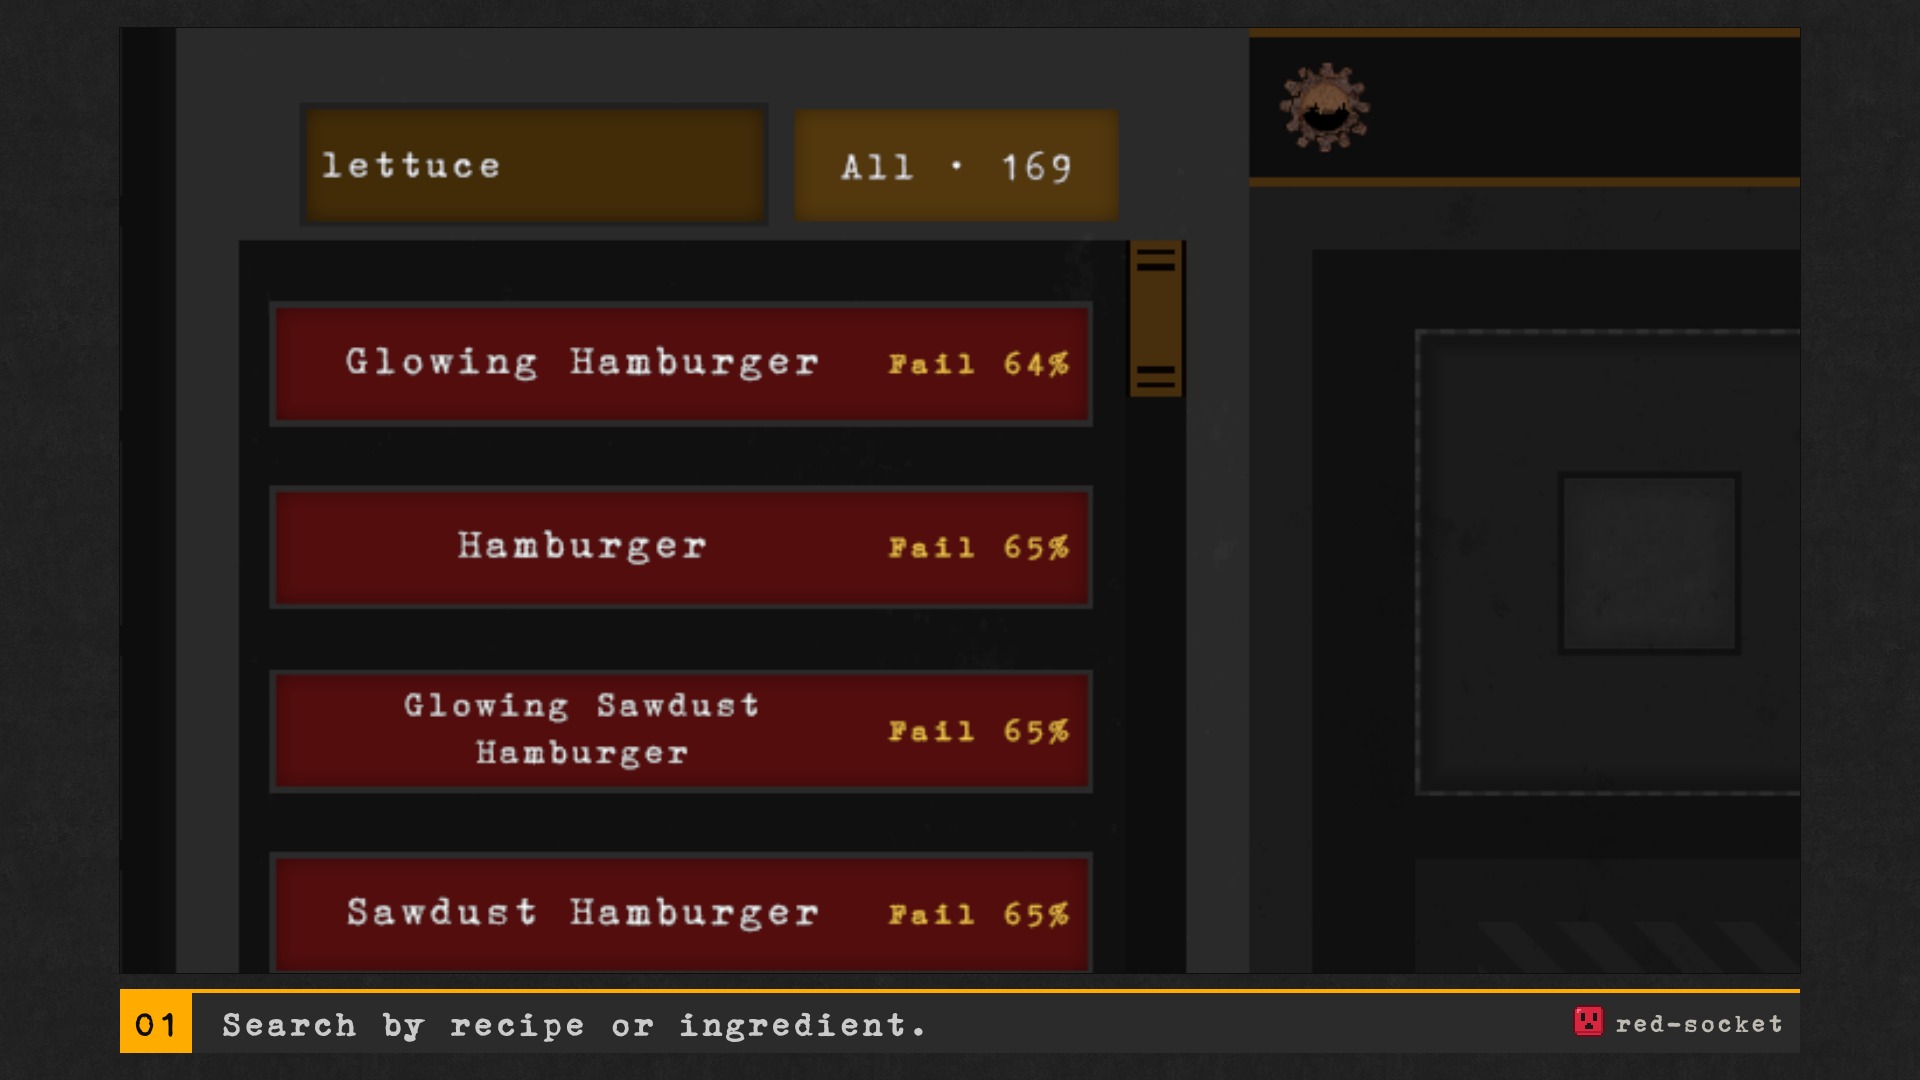 lettuce
All · 169
Glowing Hamburger Fail 64%
Hamburger Fail 65%
Glowing Sawdust
Hamburger
Fail 65%
Sawdust Hamburger Fail 65%
01 Search by recipe or ingredient.
red-socket